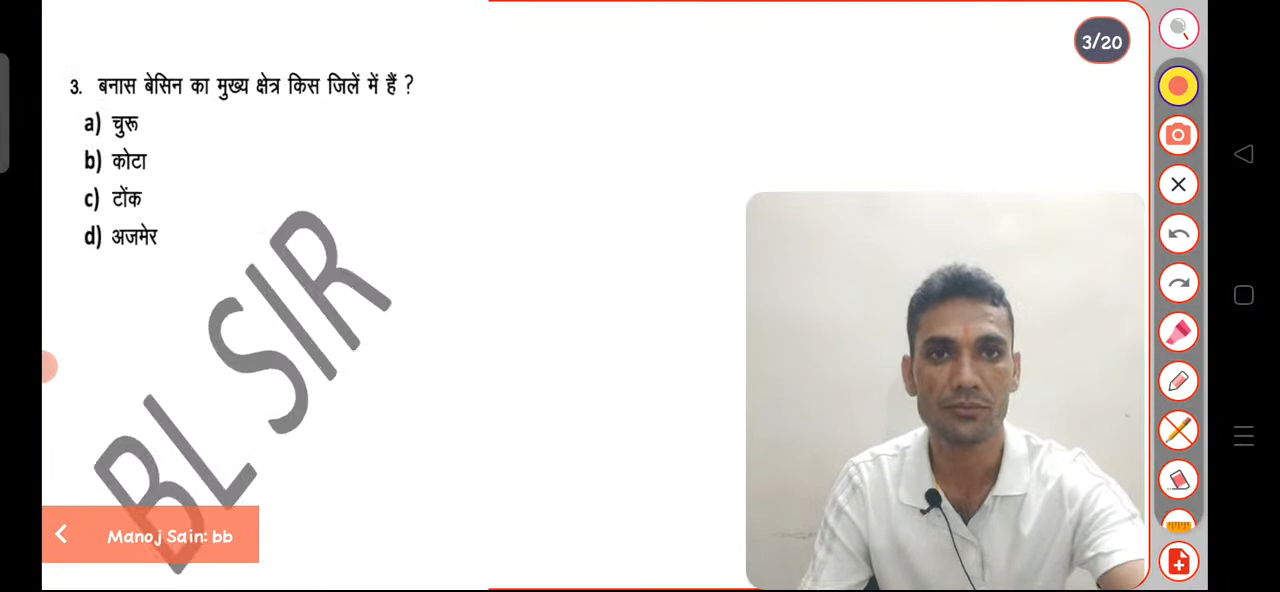 3/20
3. बनास बेसिन का मुख्य क्षेत्र किस जिलें में हैं ?
a) चुरू
b) कोटा
c) टोंक
d) अजमेर
BL SIR
Manoj Sain: bb